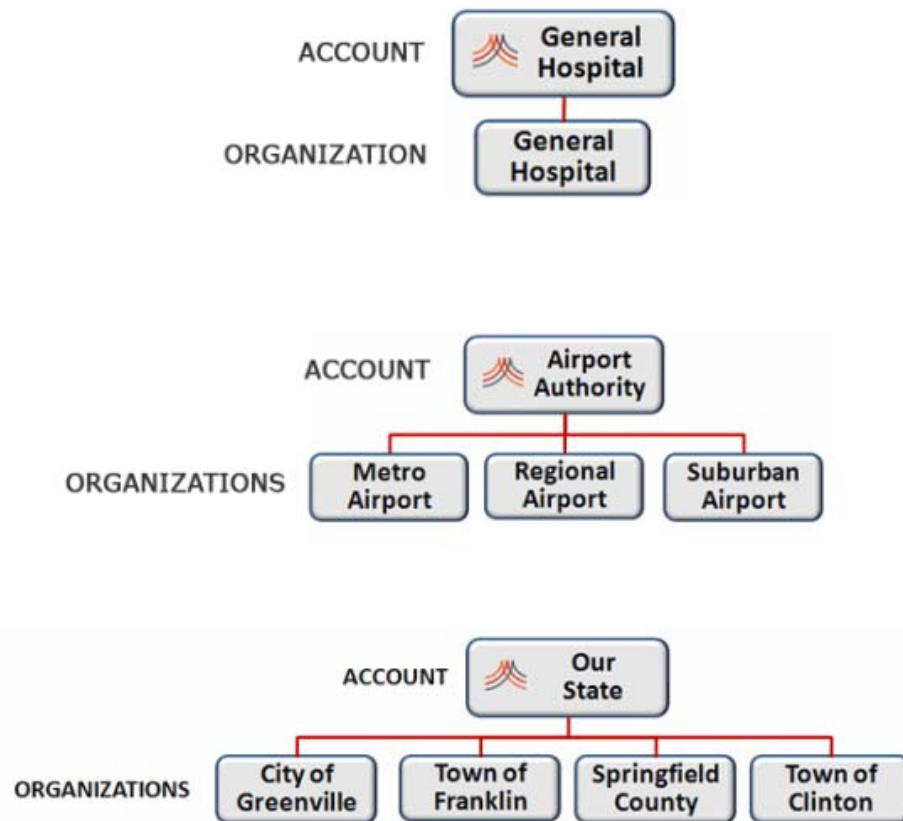 ACCOUNT
General
Hospital
ORGANIZATION
General
Hospital
ACCOUNT
Airport
Authority
ORGANIZATIONS
Metro
Airport
Regional
Airport
Suburban
Airport
ACCOUNT
Our
State
ORGANIZATIONS
City of
Greenville
Town of
Franklin
Springfield
County
Town of
Clinton